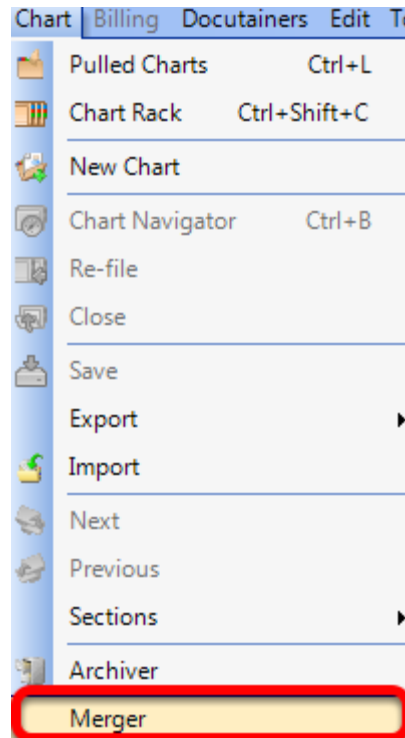 Chart Billing Docutainers Edit
Pulled Charts Ctrl+L
Chart Rack Ctrl+Shift+C
New Chart
Chart Navigator Ctrl+B
Re-file
Close
Save
Export
Import
Next
Previous
Sections
Archiver
Merger